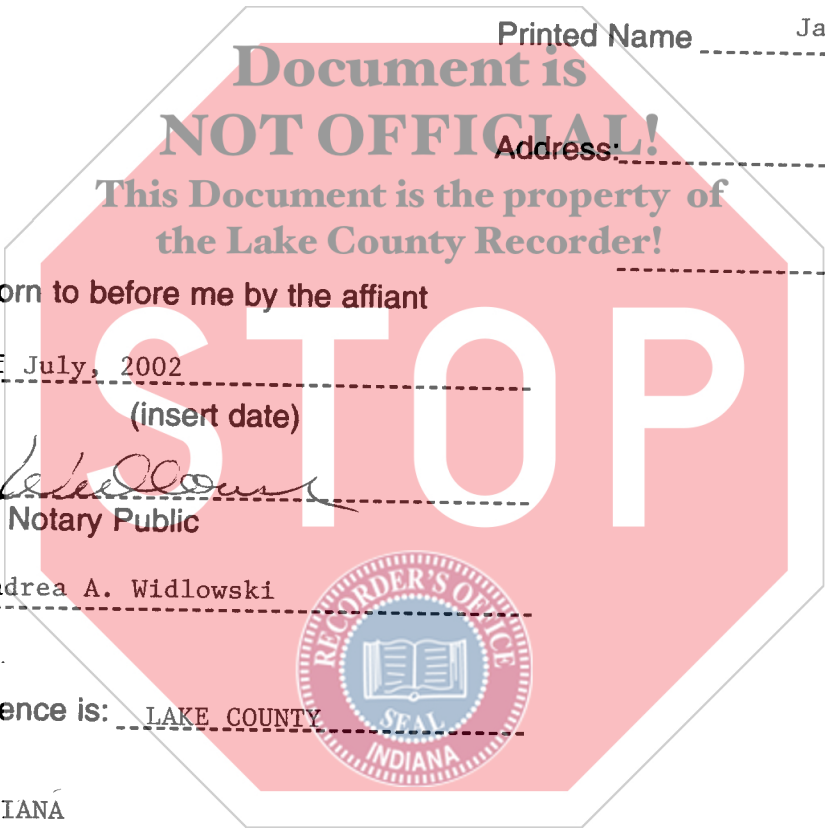 Printed Name Ja
Document is
NOT OFFICIAL!
Address:
This Document is the property of
the Lake County Recorder!
orn to before me by the affiant
July, 2002
(insert date)
STOP
Notary Public
drea A. Widlowski
RECORDER'S OFFICE
SEAL
INDIANA
ence is: LAKE COUNTY
IANA